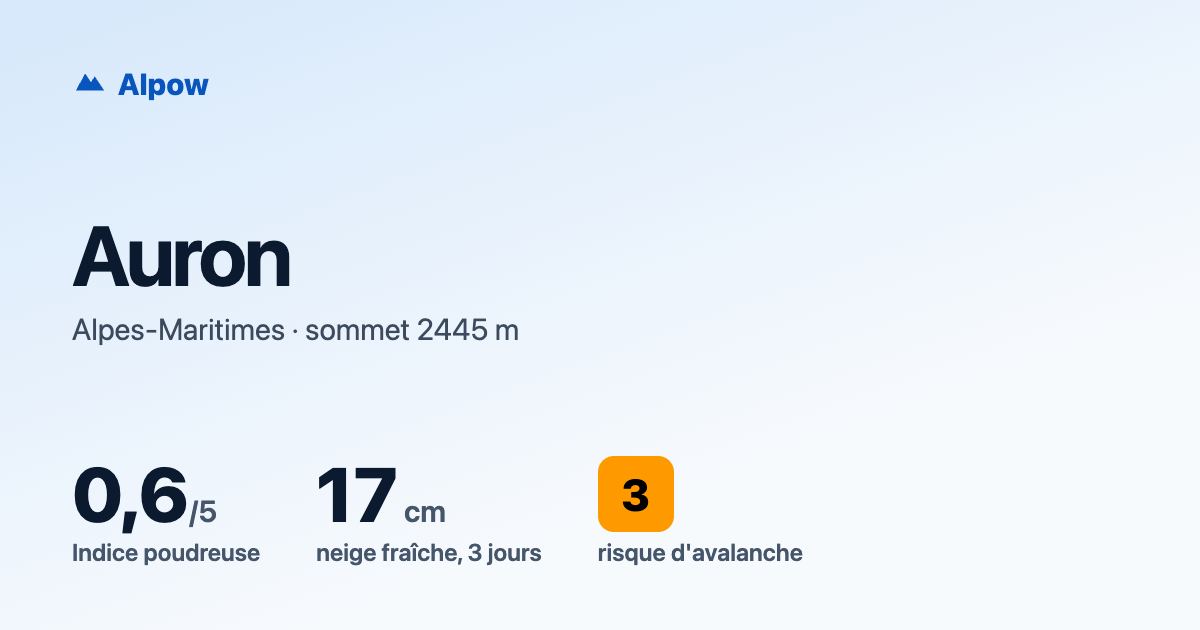 Alpow
Auron
Alpes-Maritimes · sommet 2445 m
0,6/5
Indice poudreuse
17 cm
neige fraîche, 3 jours
3
risque d'avalanche